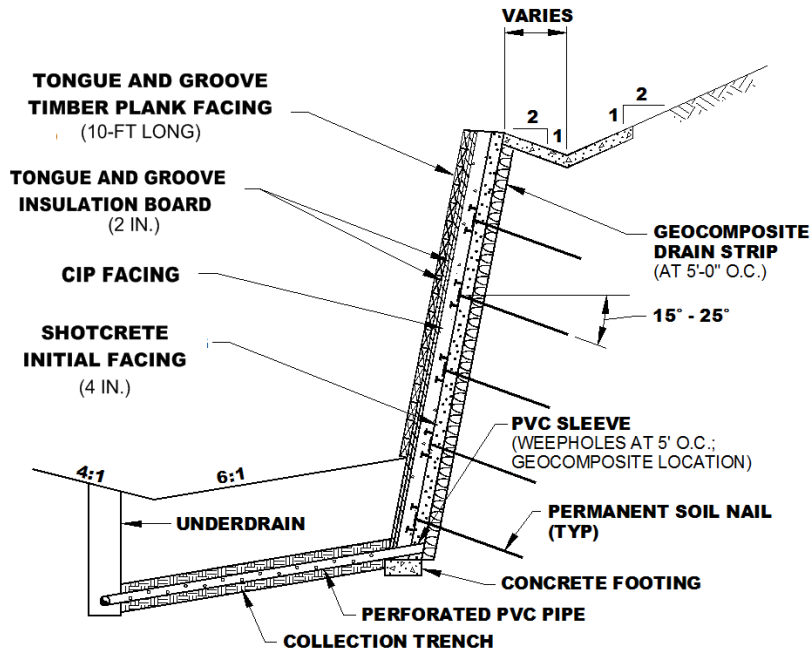 VARIES
TONGUE AND GROOVE
TIMBER PLANK FACING
(10-FT LONG)
2
1
1
2
TONGUE AND GROOVE
INSULATION BOARD
(2 IN.)
GEOCOMPOSITE
DRAIN STRIP
(AT 5'-0" O.C.)
CIP FACING
15° - 25°
SHOTCRETE
INITIAL FACING
(4 IN.)
PVC SLEEVE
(WEEPHOLES AT 5' O.C.;
GEOCOMPOSITE LOCATION)
4:1
6:1
UNDERDRAIN
PERMANENT SOIL NAIL
(TYP)
CONCRETE FOOTING
PERFORATED PVC PIPE
COLLECTION TRENCH